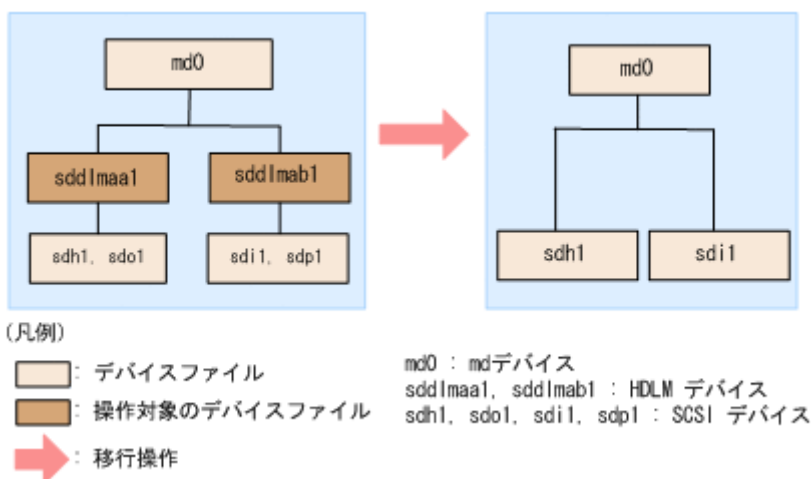 md0
md0
sddlmaa1
sddlmab1
sdh1, sdo1
sdi1, sdp1
sdh1
sdi1
(凡例)
: デバイスファイル
: 操作対象のデバイスファイル
: 移行操作
md0 : mdデバイス
sddlmaa1, sddlmab1 : HDLM デバイス
sdh1, sdo1, sdi1, sdp1 : SCSI デバイス